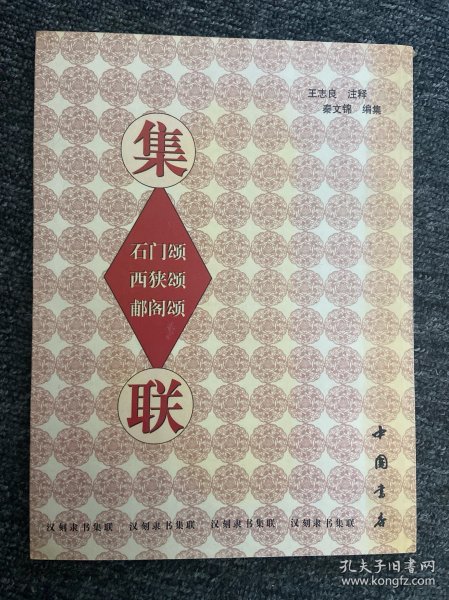 王志良 注释
秦文锦 编集
集
石门颂
西狭颂
郙阁颂
联
中国书店
汉刻隶书集联 汉刻隶书集联 汉刻隶书集联 汉刻隶书集联
孔夫子旧书网
www.kongfz.com